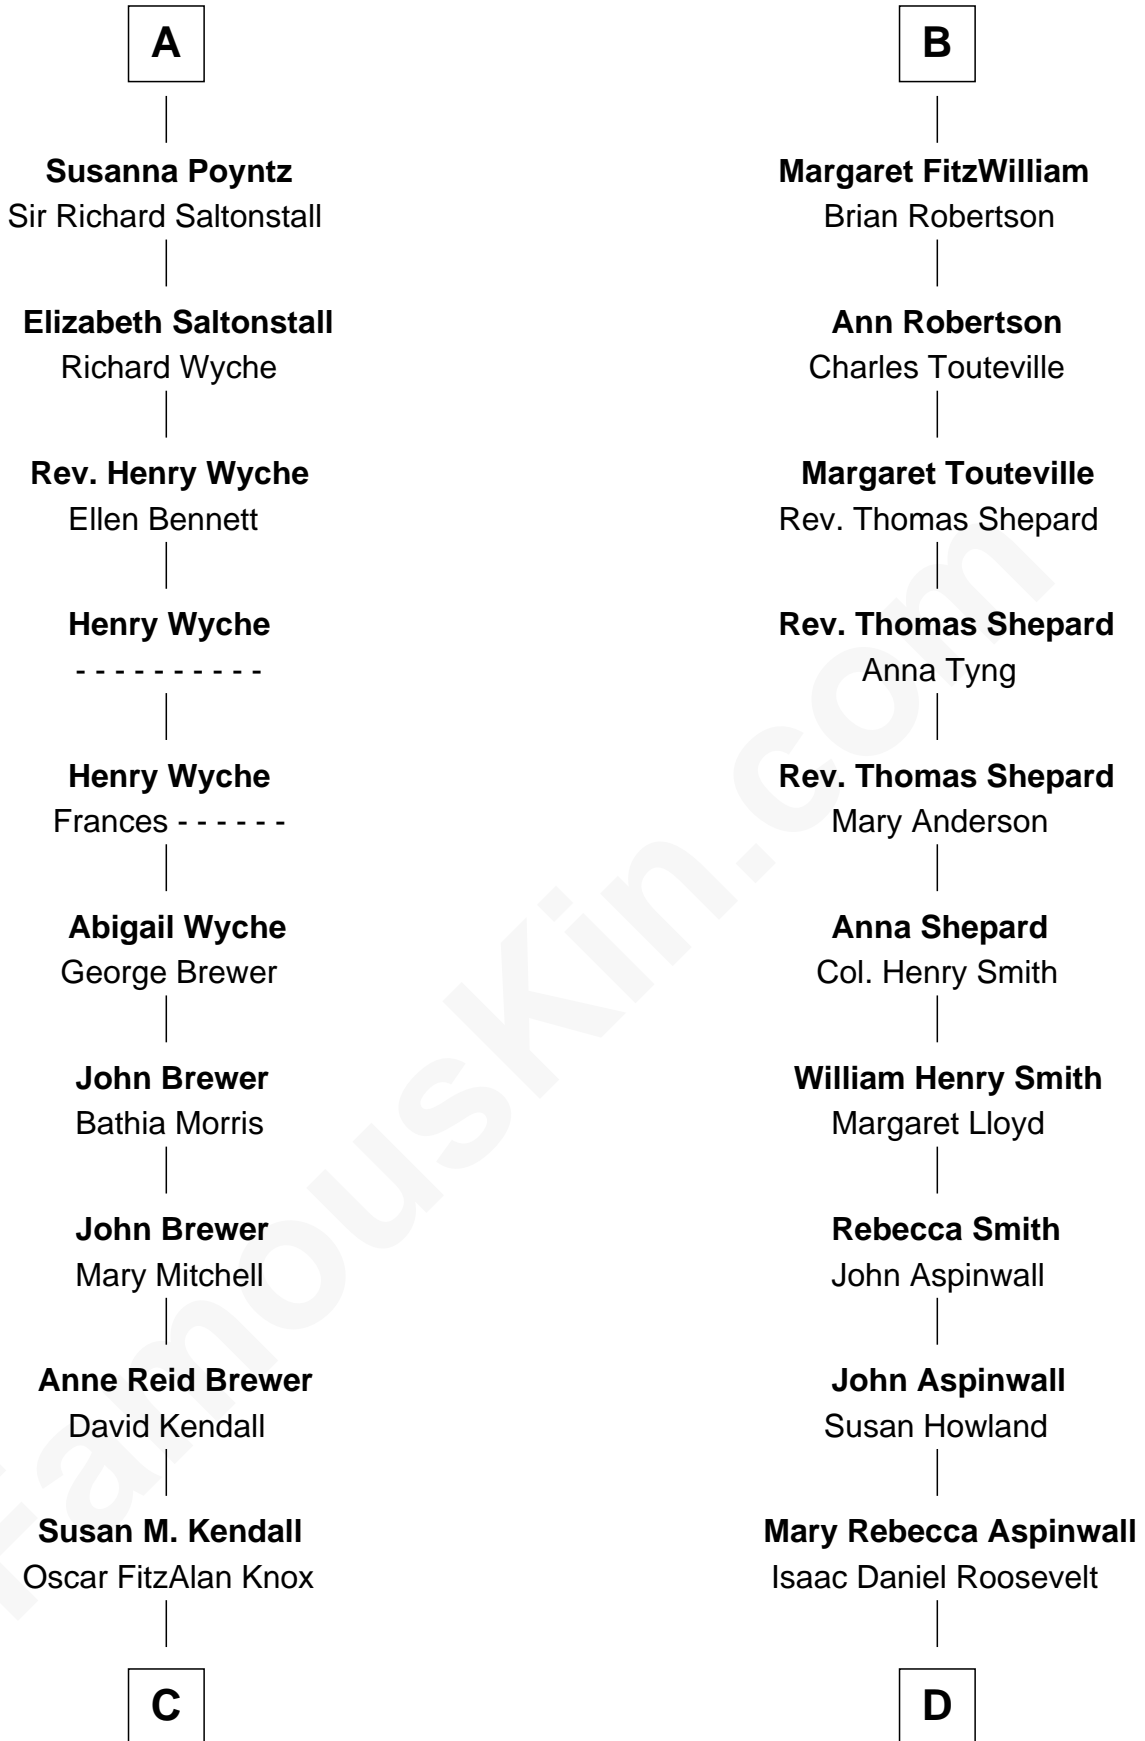 A
Susanna Poyntz
Sir Richard Saltonstall
Elizabeth Saltonstall
Richard Wyche
Rev. Henry Wyche
Ellen Bennett
Henry Wyche
- - - - - - - - - -
Henry Wyche
Frances - - - - - -
Abigail Wyche
George Brewer
John Brewer
Bathia Morris
John Brewer
Mary Mitchell
Anne Reid Brewer
David Kendall
Susan M. Kendall
Oscar FitzAlan Knox
C
B
Margaret FitzWilliam
Brian Robertson
Ann Robertson
Charles Touteville
Margaret Touteville
Rev. Thomas Shepard
Rev. Thomas Shepard
Anna Tyng
Rev. Thomas Shepard
Mary Anderson
Anna Shepard
Col. Henry Smith
William Henry Smith
Margaret Lloyd
Rebecca Smith
John Aspinwall
John Aspinwall
Susan Howland
Mary Rebecca Aspinwall
Isaac Daniel Roosevelt
D
FamousKin.com